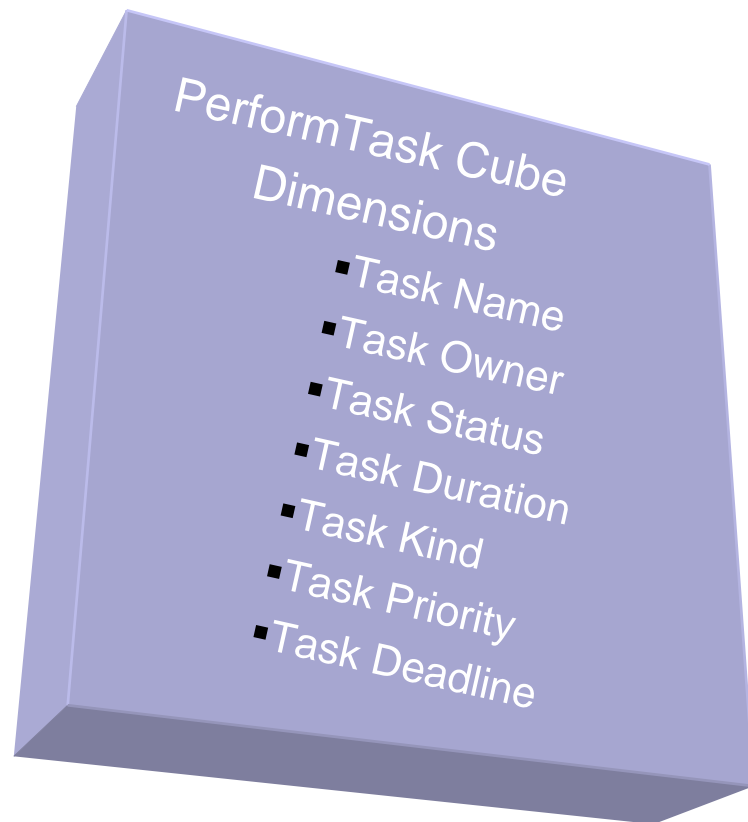 PerformTask Cube
Dimensions
▪Task Name
▪Task Owner
▪Task Status
▪Task Duration
▪Task Kind
▪Task Priority
▪Task Deadline